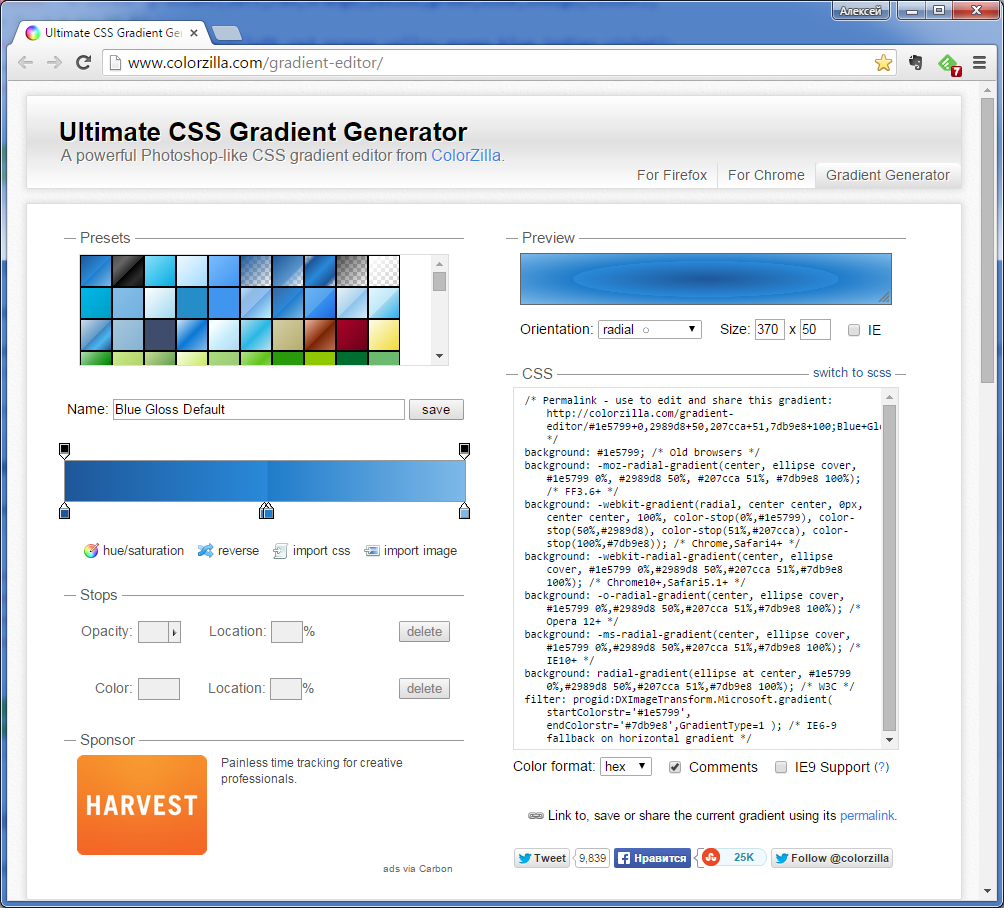 Алексей
Ultimate CSS Gradient Ge
www.colorzilla.com/gradient-editor/
7
Ultimate CSS Gradient Generator
A powerful Photoshop-like CSS gradient editor from ColorZilla.
For Firefox For Chrome Gradient Generator
Presets
Name: Blue Gloss Default save
hue/saturation reverse import css import image
Stops
Opacity: Location: % delete
Color: Location: % delete
Sponsor
HARVEST
Painless time tracking for creative
professionals.
ads via Carbon
Preview
Orientation: radial ○ Size: 370 x 50 IE
CSS switch to scss
/* Permalink - use to edit and share this gradient:
http://colorzilla.com/gradient-
editor/#1e5799+0,2989d8+50,207cca+51,7db9e8+100;Blue+Gl
*/
background: #1e5799; /* Old browsers */
background: -moz-radial-gradient(center, ellipse cover,
#1e5799 0%, #2989d8 50%, #207cca 51%, #7db9e8 100%);
/* FF3.6+ */
background: -webkit-gradient(radial, center center, 0px,
center center, 100%, color-stop(0%,#1e5799), color-
stop(50%,#2989d8), color-stop(51%,#207cca), color-
stop(100%,#7db9e8)); /* Chrome,Safari4+ */
background: -webkit-radial-gradient(center, ellipse
cover, #1e5799 0%,#2989d8 50%,#207cca 51%,#7db9e8
100%); /* Chrome10+,Safari5.1+ */
background: -o-radial-gradient(center, ellipse cover,
#1e5799 0%,#2989d8 50%,#207cca 51%,#7db9e8 100%); /*
Opera 12+ */
background: -ms-radial-gradient(center, ellipse cover,
#1e5799 0%,#2989d8 50%,#207cca 51%,#7db9e8 100%); /*
IE10+ */
background: radial-gradient(ellipse at center, #1e5799
0%,#2989d8 50%,#207cca 51%,#7db9e8 100%); /* W3C */
filter: progid:DXImageTransform.Microsoft.gradient(
startColorstr='#1e5799',
endColorstr='#7db9e8',GradientType=1 ); /* IE6-9
fallback on horizontal gradient */
Color format: hex Comments IE9 Support (?)
Link to, save or share the current gradient using its permalink.
Tweet 9,839 Нравится 25K Follow @colorzilla